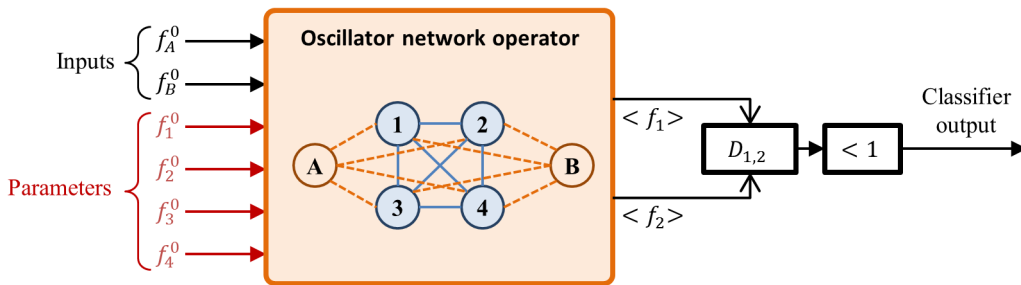 Inputs
f_A^0
f_B^0
Parameters
f_1^0
f_2^0
f_3^0
f_4^0
Oscillator network operator
A
1
2
3
4
B
< f_1 >
< f_2 >
D_{1,2}
< 1
Classifier
output